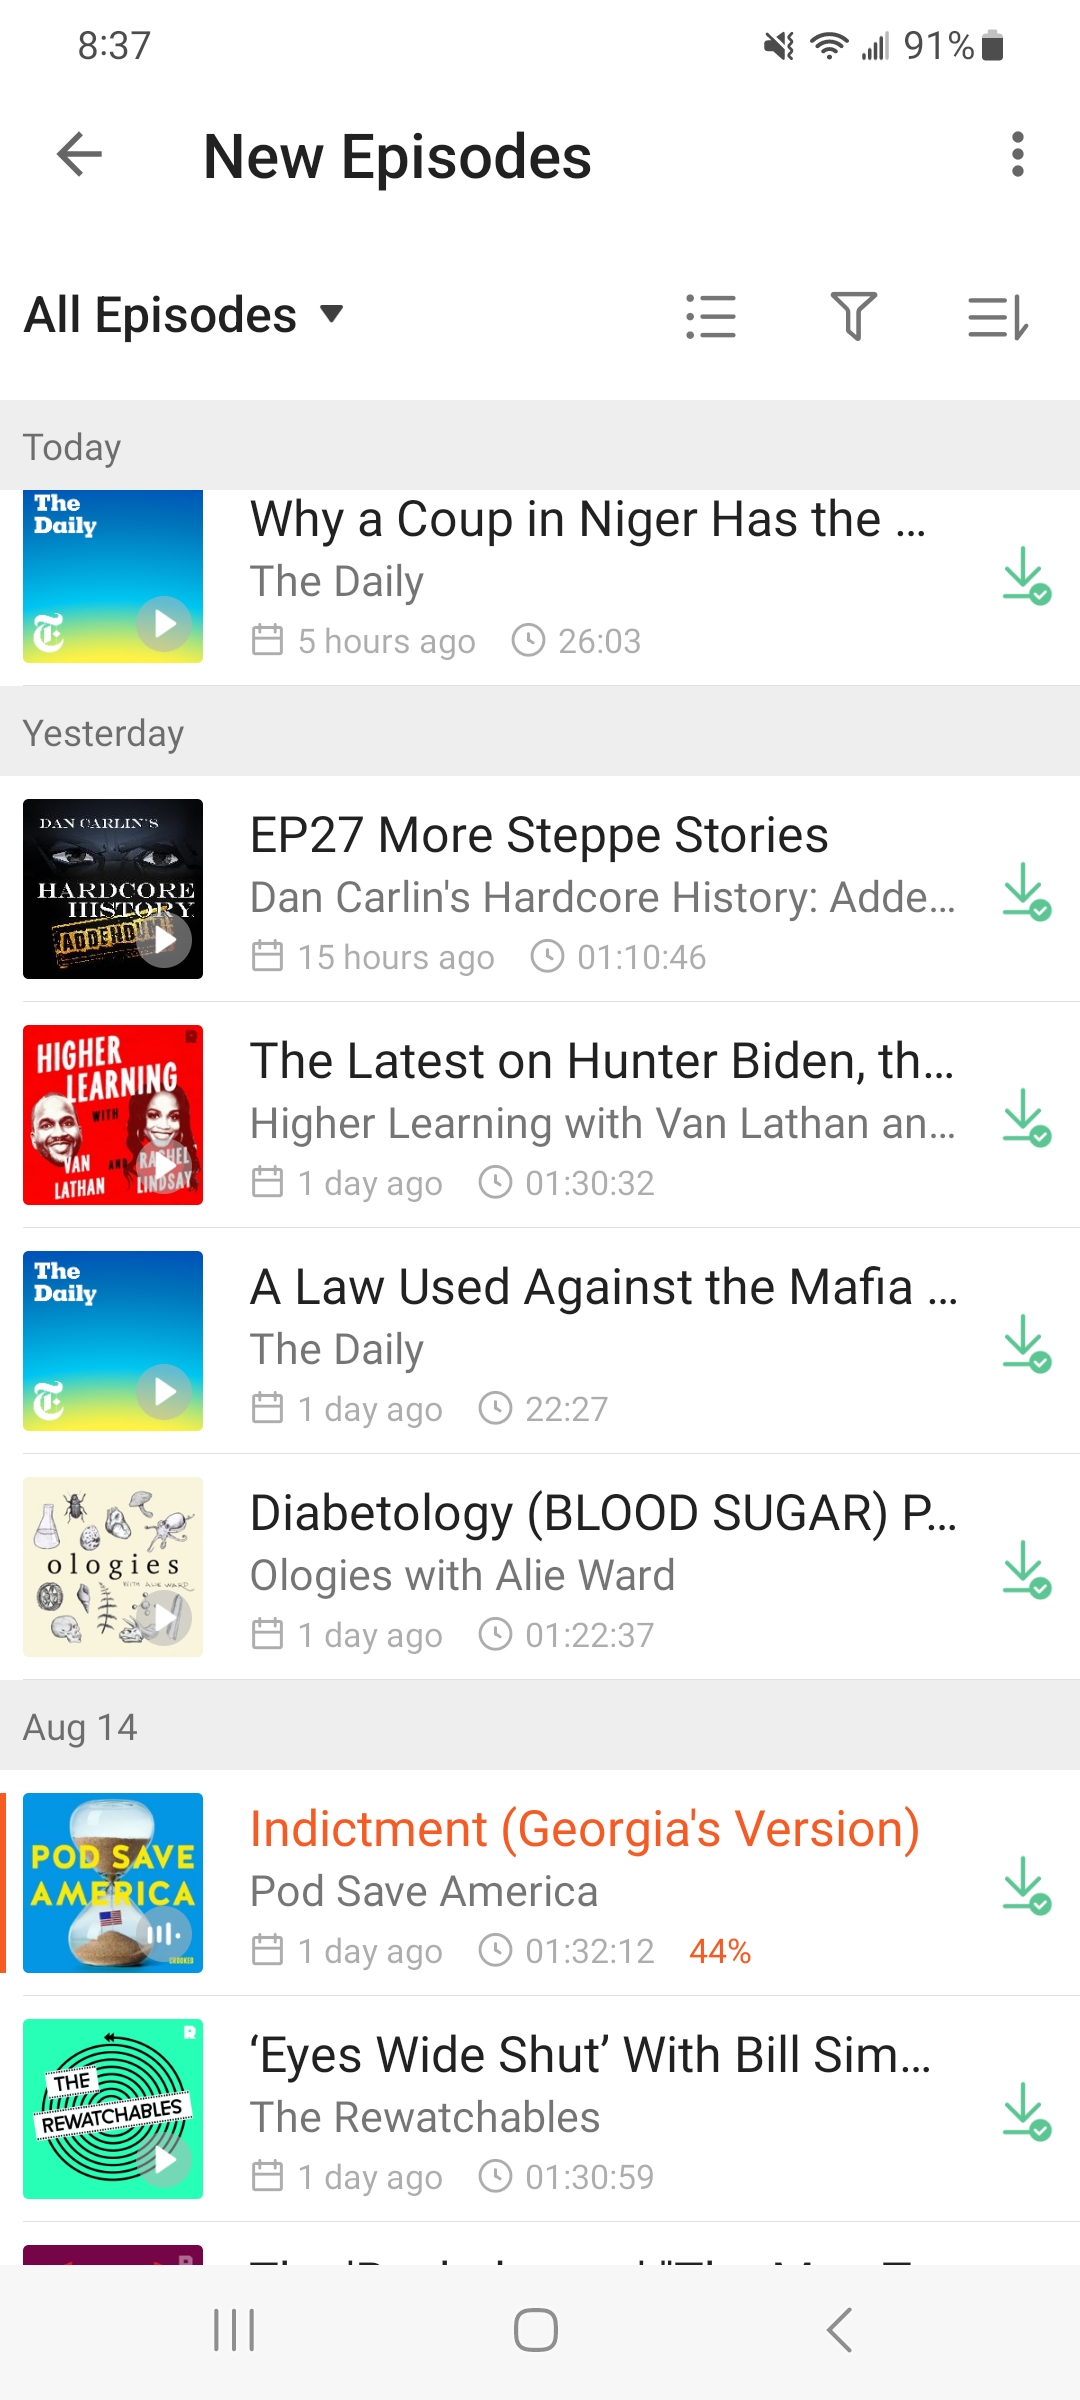 8:37
91%
New Episodes
All Episodes
Today
The
Daily
Why a Coup in Niger Has the ...
The Daily
5 hours ago 26:03
Yesterday
DAN CARLIN'S
HARDCORE
HISTORY
ADDENDUM
EP27 More Steppe Stories
Dan Carlin's Hardcore History: Adde...
15 hours ago 01:10:46
HIGHER
LEARNING
WITH
VAN AND RACHEL
LATHAN LINDSAY
The Latest on Hunter Biden, th...
Higher Learning with Van Lathan an...
1 day ago 01:30:32
The
Daily
A Law Used Against the Mafia ...
The Daily
1 day ago 22:27
ologies
WITH ALIE WARD
Diabetology (BLOOD SUGAR) P...
Ologies with Alie Ward
1 day ago 01:22:37
Aug 14
POD SAVE
AMERICA
CROOKED
Indictment (Georgia's Version)
Pod Save America
1 day ago 01:32:12 44%
R
THE
REWATCHABLES
‘Eyes Wide Shut’ With Bill Sim...
The Rewatchables
1 day ago 01:30:59